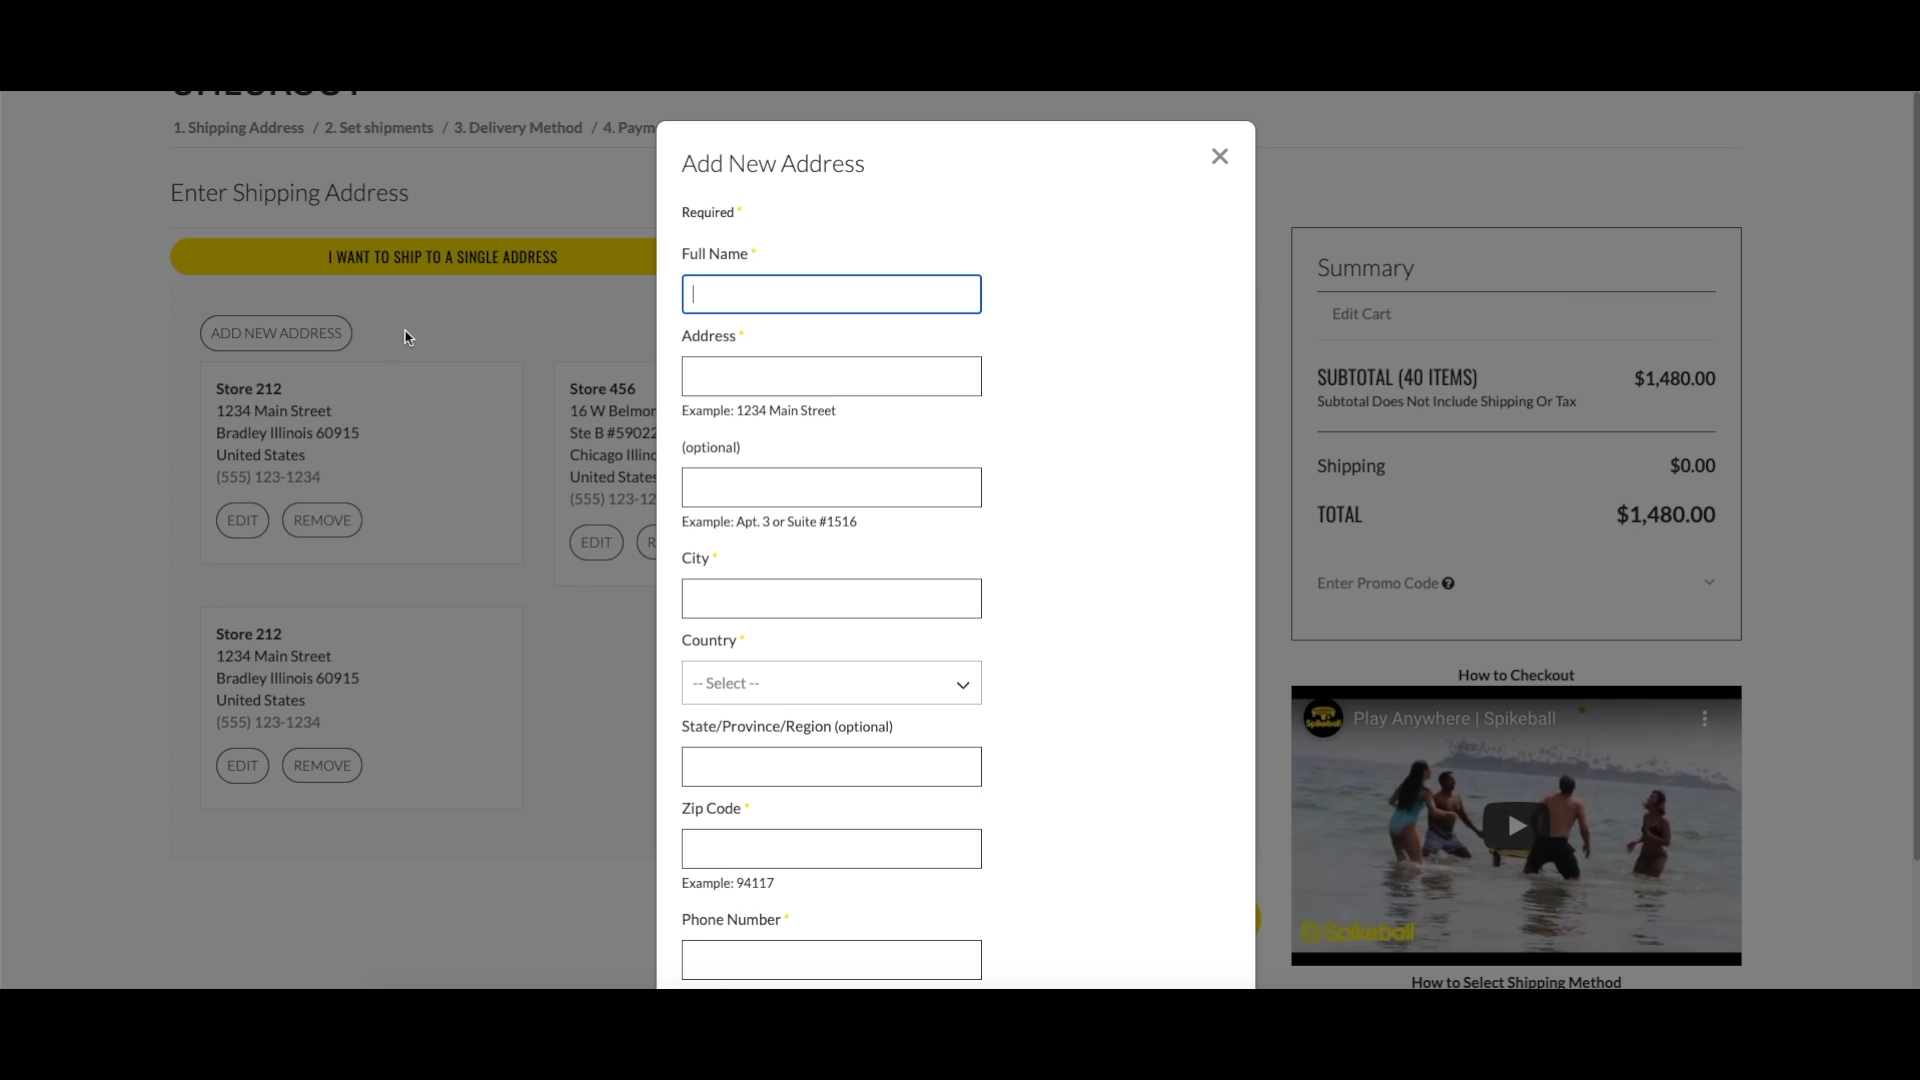 CHECKOUT
1. Shipping Address / 2. Set shipments / 3. Delivery Method / 4. Paym
Enter Shipping Address
I WANT TO SHIP TO A SINGLE ADDRESS
ADD NEW ADDRESS
Store 212
1234 Main Street
Bradley Illinois 60915
United States
(555) 123-1234
EDIT REMOVE
Store 456
16 W Belmor
Ste B #59022
Chicago Illinc
United States
(555) 123-12
EDIT R
Store 212
1234 Main Street
Bradley Illinois 60915
United States
(555) 123-1234
EDIT REMOVE
Add New Address
Required *
Full Name *
Address *
Example: 1234 Main Street
(optional)
Example: Apt. 3 or Suite #1516
City *
Country *
-- Select --
State/Province/Region (optional)
Zip Code *
Example: 94117
Phone Number *
Summary
Edit Cart
SUBTOTAL (40 ITEMS) $1,480.00
Subtotal Does Not Include Shipping Or Tax
Shipping $0.00
TOTAL $1,480.00
Enter Promo Code
How to Checkout
Spikeball
Play Anywhere | Spikeball
Spikeball
How to Select Shipping Method